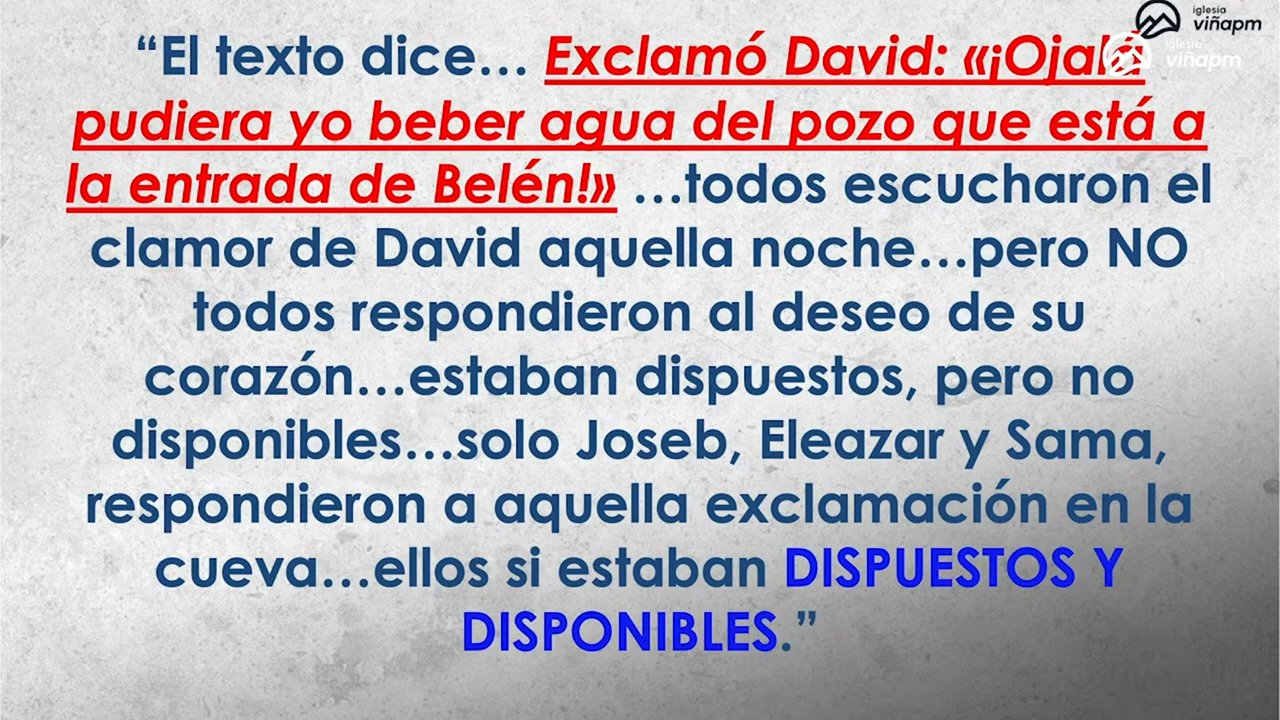 iglesia
viñapm
iglesia
viñapm
“El texto dice… Exclamó David: «¡Ojalá
pudiera yo beber agua del pozo que está a
la entrada de Belén!» …todos escucharon el
clamor de David aquella noche…pero NO
todos respondieron al deseo de su
corazón…estaban dispuestos, pero no
disponibles…solo Joseb, Eleazar y Sama,
respondieron a aquella exclamación en la
cueva…ellos si estaban DISPUESTOS Y
DISPONIBLES.”